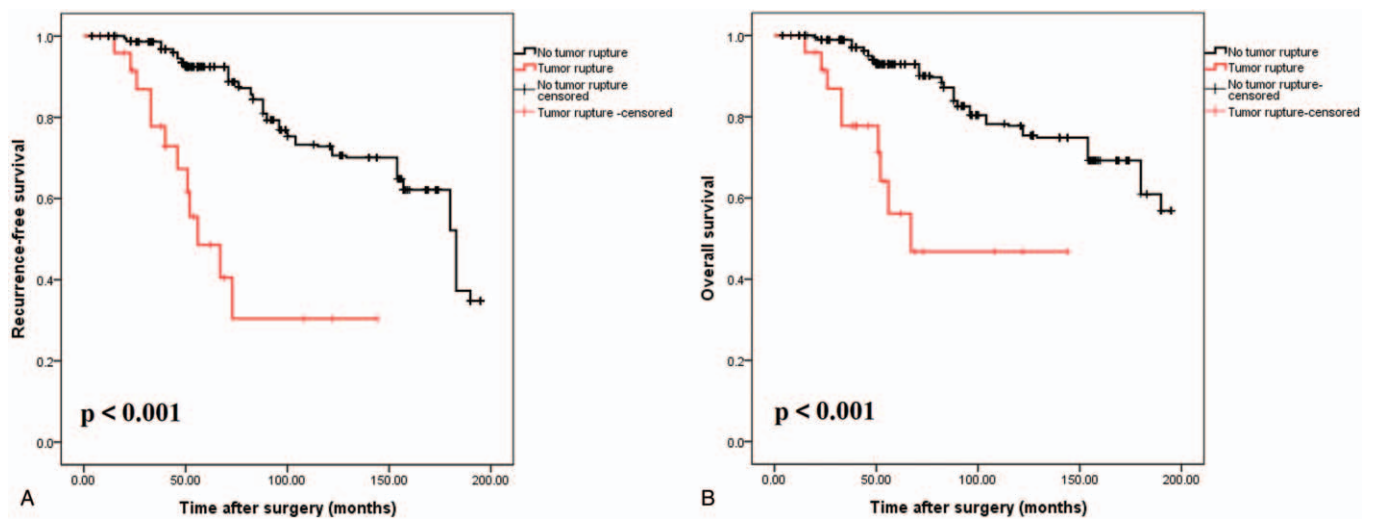 1.0
0.8
0.6
0.4
0.2
0.0
Recurrence-free survival
p < 0.001
0.00 50.00 100.00 150.00 200.00
Time after surgery (months)
A
No tumor rupture
Tumor rupture
No tumor rupture
censored
Tumor rupture -censored
1.0
0.8
0.6
0.4
0.2
0.0
Overall survival
p < 0.001
0.00 50.00 100.00 150.00 200.00
Time after surgery (months)
B
No tumor rupture
Tumor rupture
No tumor rupture-
censored
Tumor rupture-censored